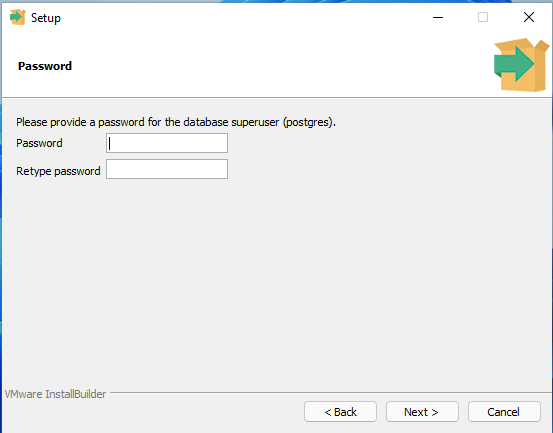 Setup
Password
Please provide a password for the database superuser (postgres).
Password
Retype password
VMware InstallBuilder
< Back
Next >
Cancel